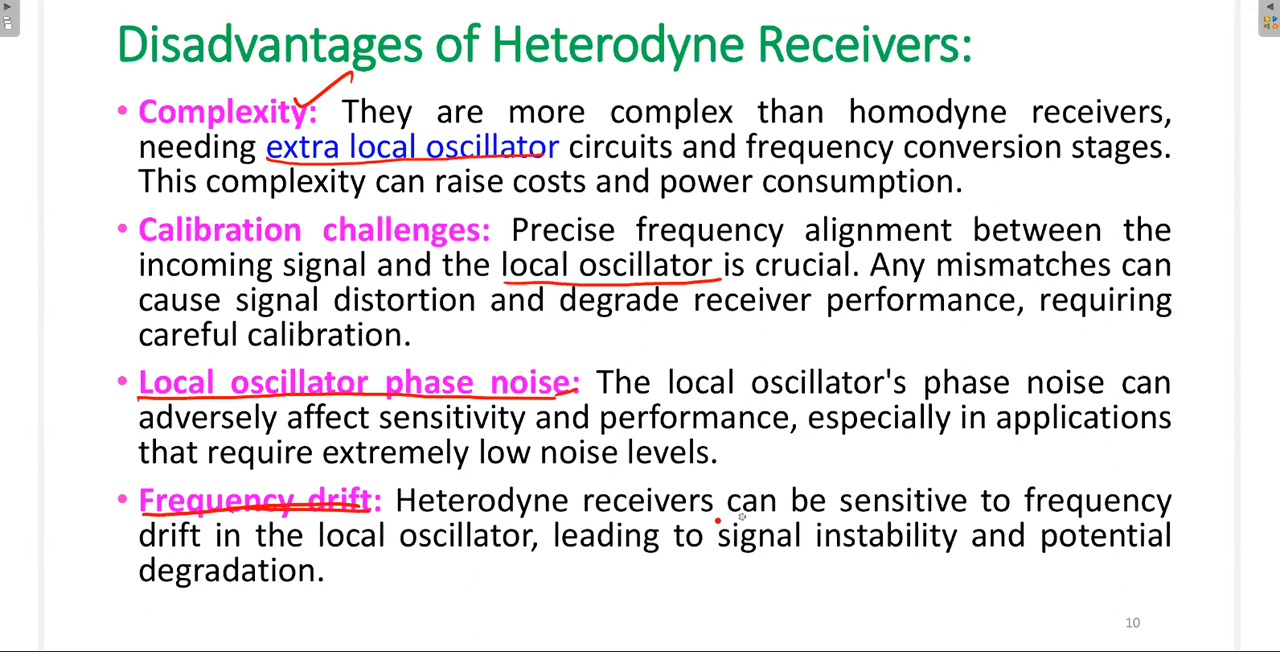 Disadvantages of Heterodyne Receivers:
• Complexity: They are more complex than homodyne receivers,
needing extra local oscillator circuits and frequency conversion stages.
This complexity can raise costs and power consumption.
• Calibration challenges: Precise frequency alignment between the
incoming signal and the local oscillator is crucial. Any mismatches can
cause signal distortion and degrade receiver performance, requiring
careful calibration.
• Local oscillator phase noise: The local oscillator's phase noise can
adversely affect sensitivity and performance, especially in applications
that require extremely low noise levels.
• Frequency drift: Heterodyne receivers can be sensitive to frequency
drift in the local oscillator, leading to signal instability and potential
degradation.
10